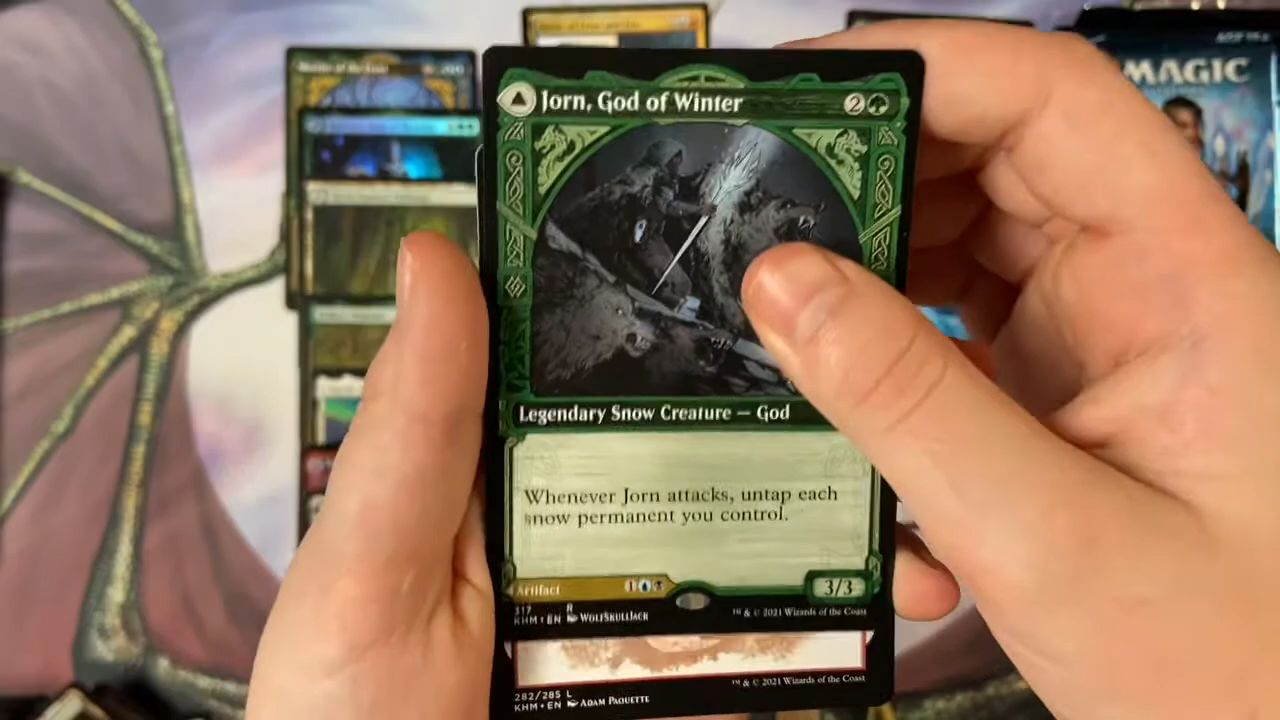 Jorn, God of Winter 2
Legendary Snow Creature — God
Whenever Jorn attacks, untap each
snow permanent you control.
Artifact 1
3/3
317 R
KHM • EN WOLFSKULLJACK
™ & © 2021 Wizards of the Coast
282/285 L
KHM • EN ADAM PAQUETTE
™ & © 2021 Wizards of the Coast
MAGIC